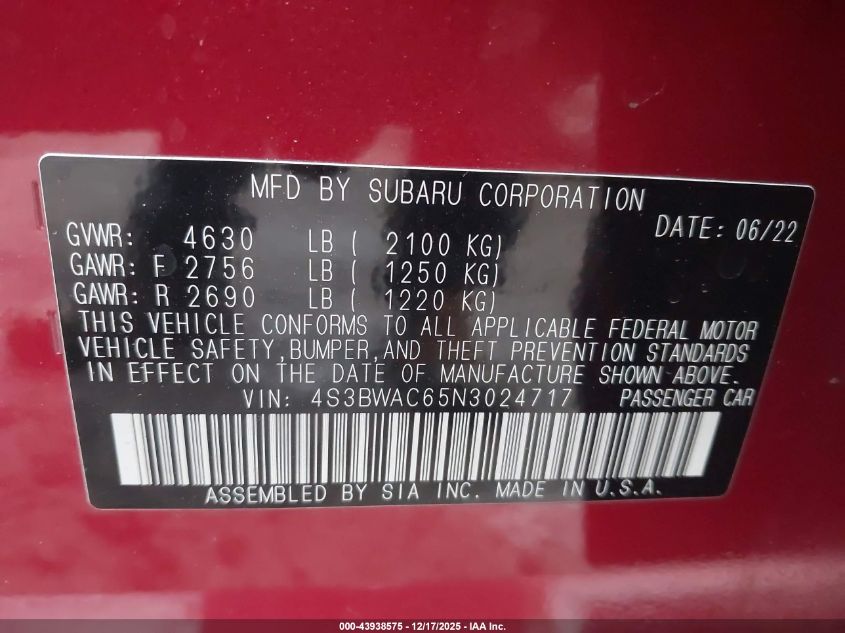 MFD BY SUBARU CORPORATION
DATE: 06/22
GVWR: 4630 LB ( 2100 KG)
GAWR: F 2756 LB ( 1250 KG)
GAWR: R 2690 LB ( 1220 KG)
THIS VEHICLE CONFORMS TO ALL APPLICABLE FEDERAL MOTOR
VEHICLE SAFETY,BUMPER,AND THEFT PREVENTION STANDARDS
IN EFFECT ON THE DATE OF MANUFACTURE SHOWN ABOVE.
VIN: 4S3BWAC65N3024717 PASSENGER CAR
ASSEMBLED BY SIA INC. MADE IN U.S.A.
000-43938575 - 12/17/2025 - IAA Inc.